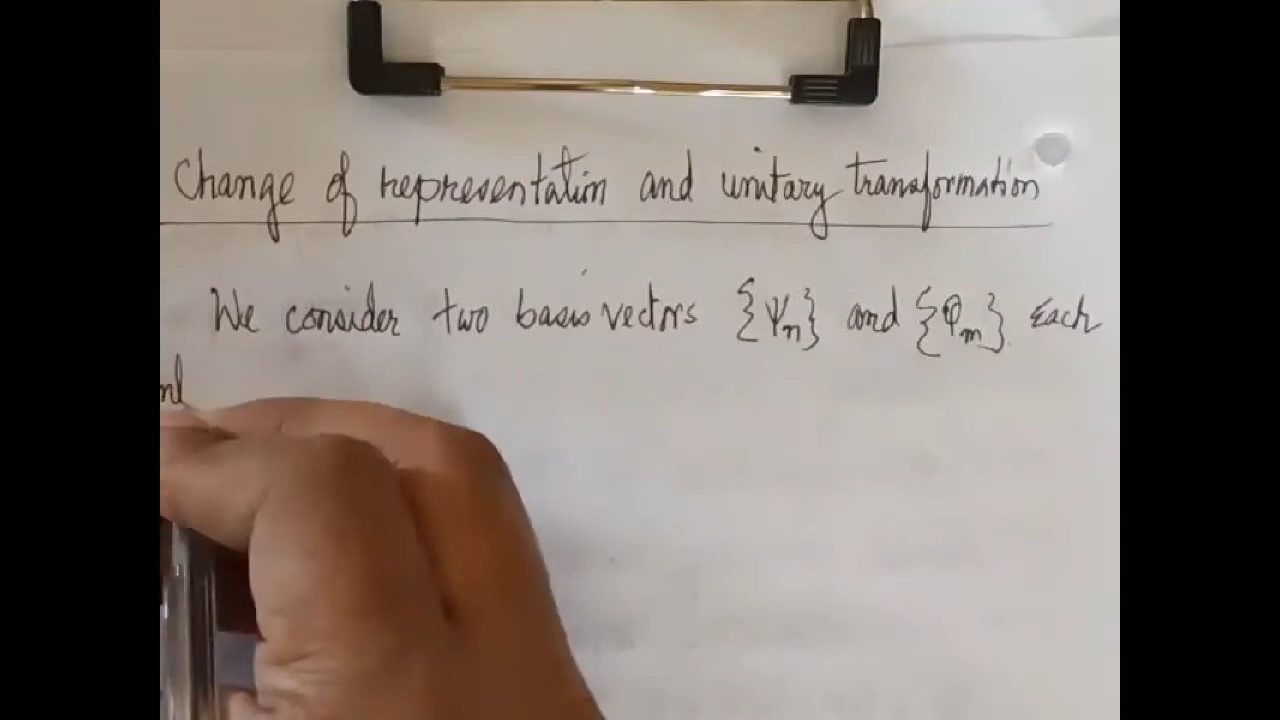 Change of representation and unitary transformation
We consider two basis vectors {ψₙ} and {φₘ}. Each